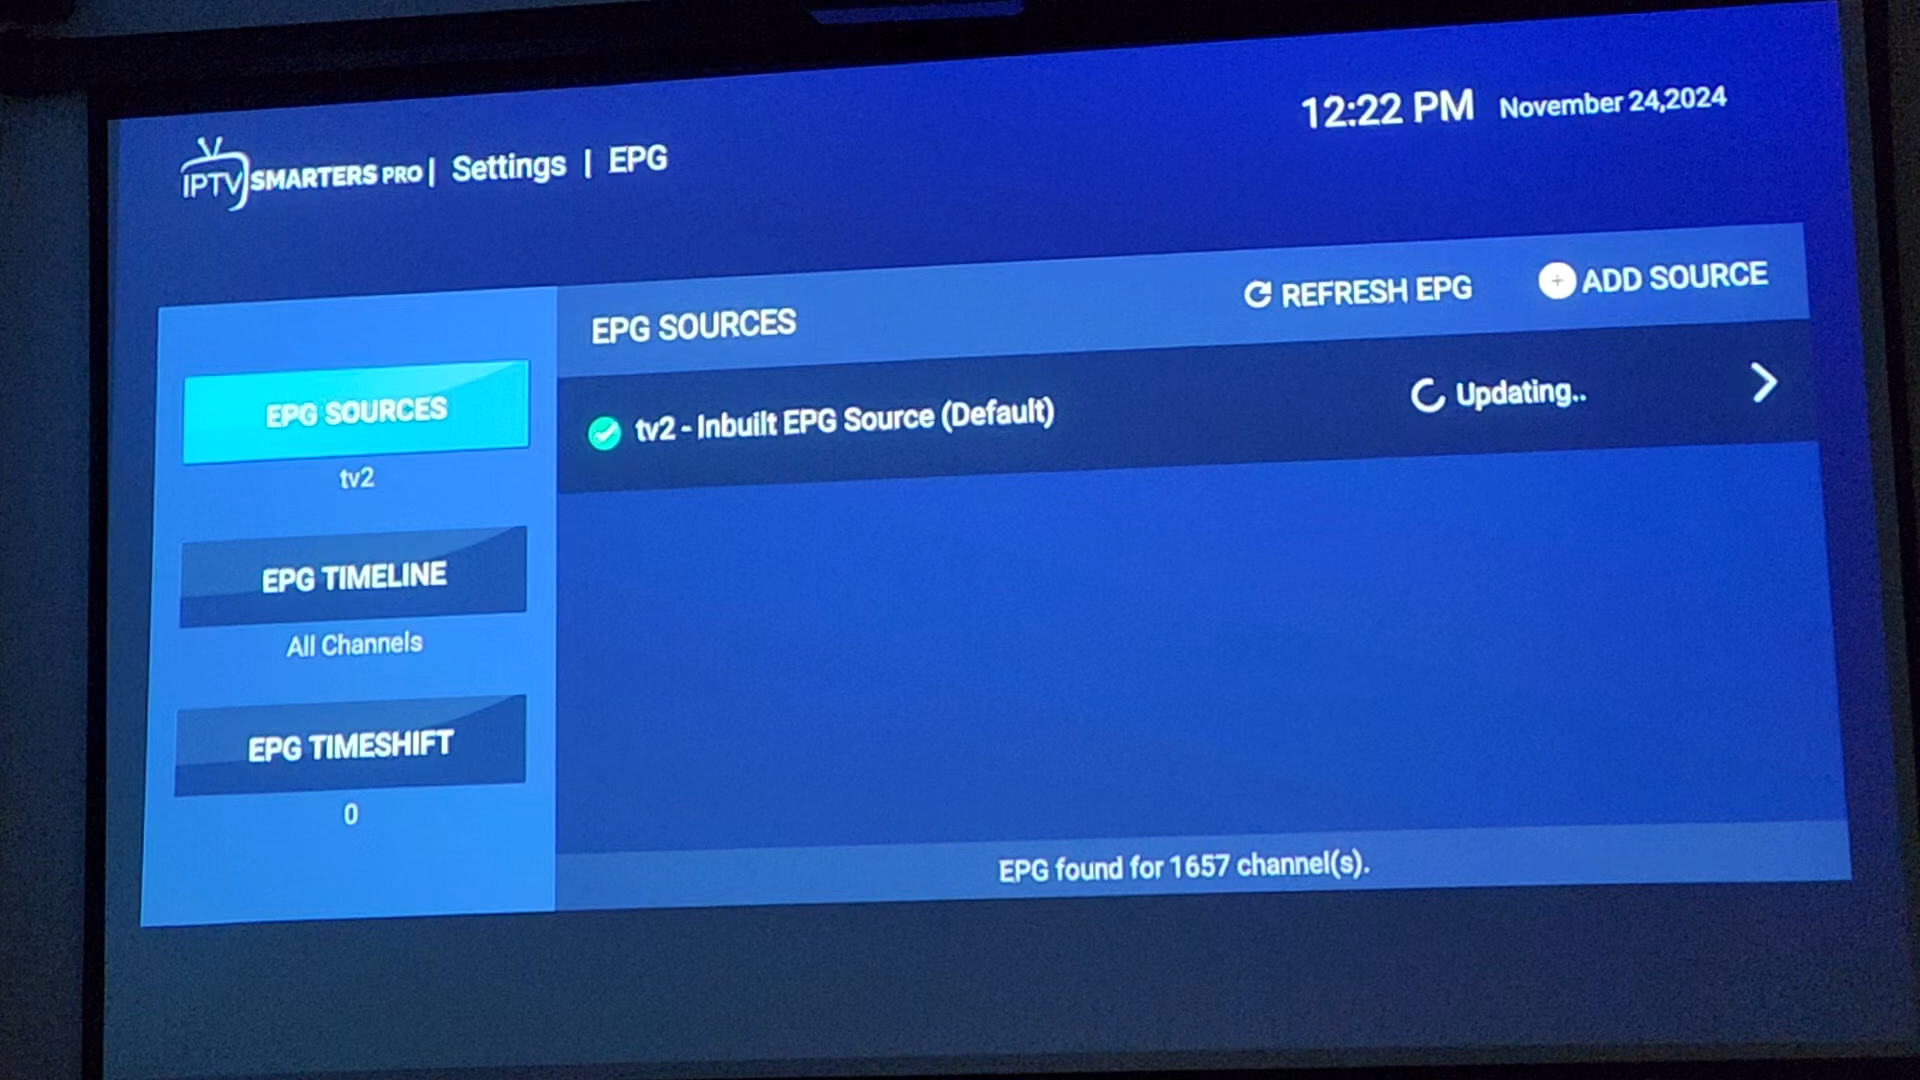 12:22 PM November 24,2024
IPTV SMARTERS PRO | Settings | EPG
EPG SOURCES
tv2
EPG TIMELINE
All Channels
EPG TIMESHIFT
0
EPG SOURCES REFRESH EPG + ADD SOURCE
tv2 - Inbuilt EPG Source (Default) Updating..
EPG found for 1657 channel(s).